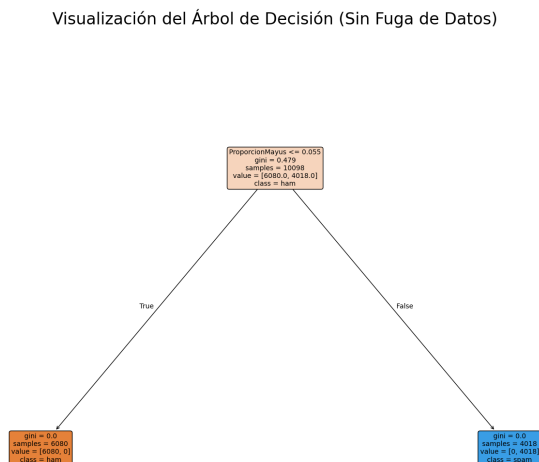 Visualización del Árbol de Decisión (Sin Fuga de Datos)
ProporcionMayus <= 0.055
gini = 0.479
samples = 10098
value = [6080.0, 4018.0]
class = ham
True
False
gini = 0.0
samples = 6080
value = [6080, 0]
class = ham
gini = 0.0
samples = 4018
value = [0, 4018]
class = spam